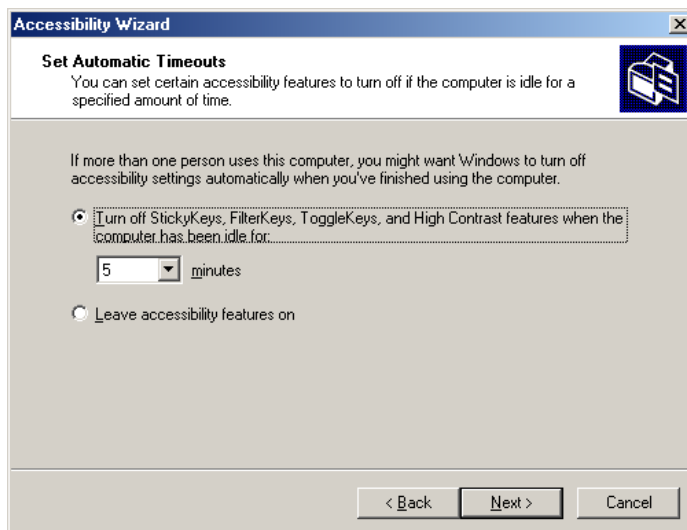 Accessibility Wizard
Set Automatic Timeouts
You can set certain accessibility features to turn off if the computer is idle for a
specified amount of time.
If more than one person uses this computer, you might want Windows to turn off
accessibility settings automatically when you've finished using the computer.
Turn off StickyKeys, FilterKeys, ToggleKeys, and High Contrast features when the
computer has been idle for:
5 minutes
Leave accessibility features on
< Back Next > Cancel